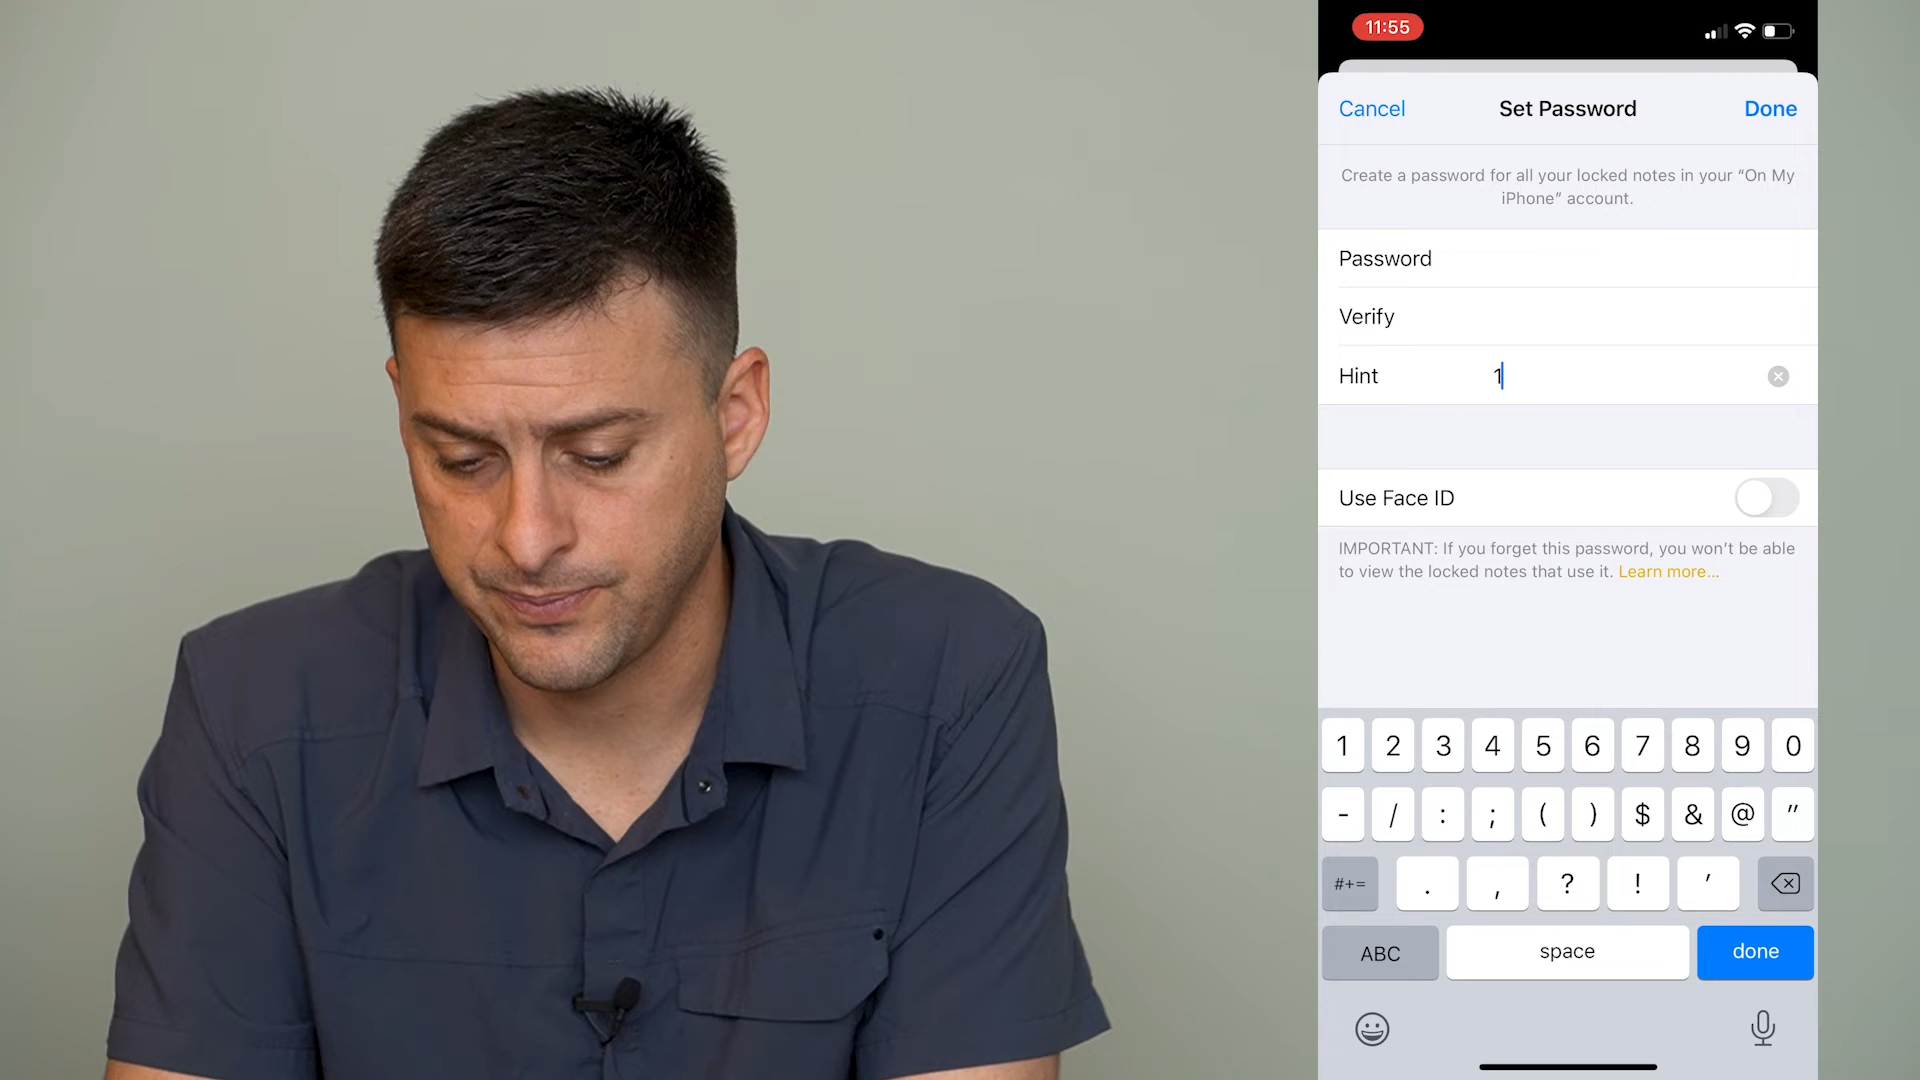 11:55
Cancel
Set Password
Done
Create a password for all your locked notes in your “On My
iPhone” account.
Password
Verify
Hint
1
Use Face ID
IMPORTANT: If you forget this password, you won’t be able
to view the locked notes that use it. Learn more...
1 2 3 4 5 6 7 8 9 0
- / : ; ( ) $ & @ "
#+= . , ? ! '
ABC space done